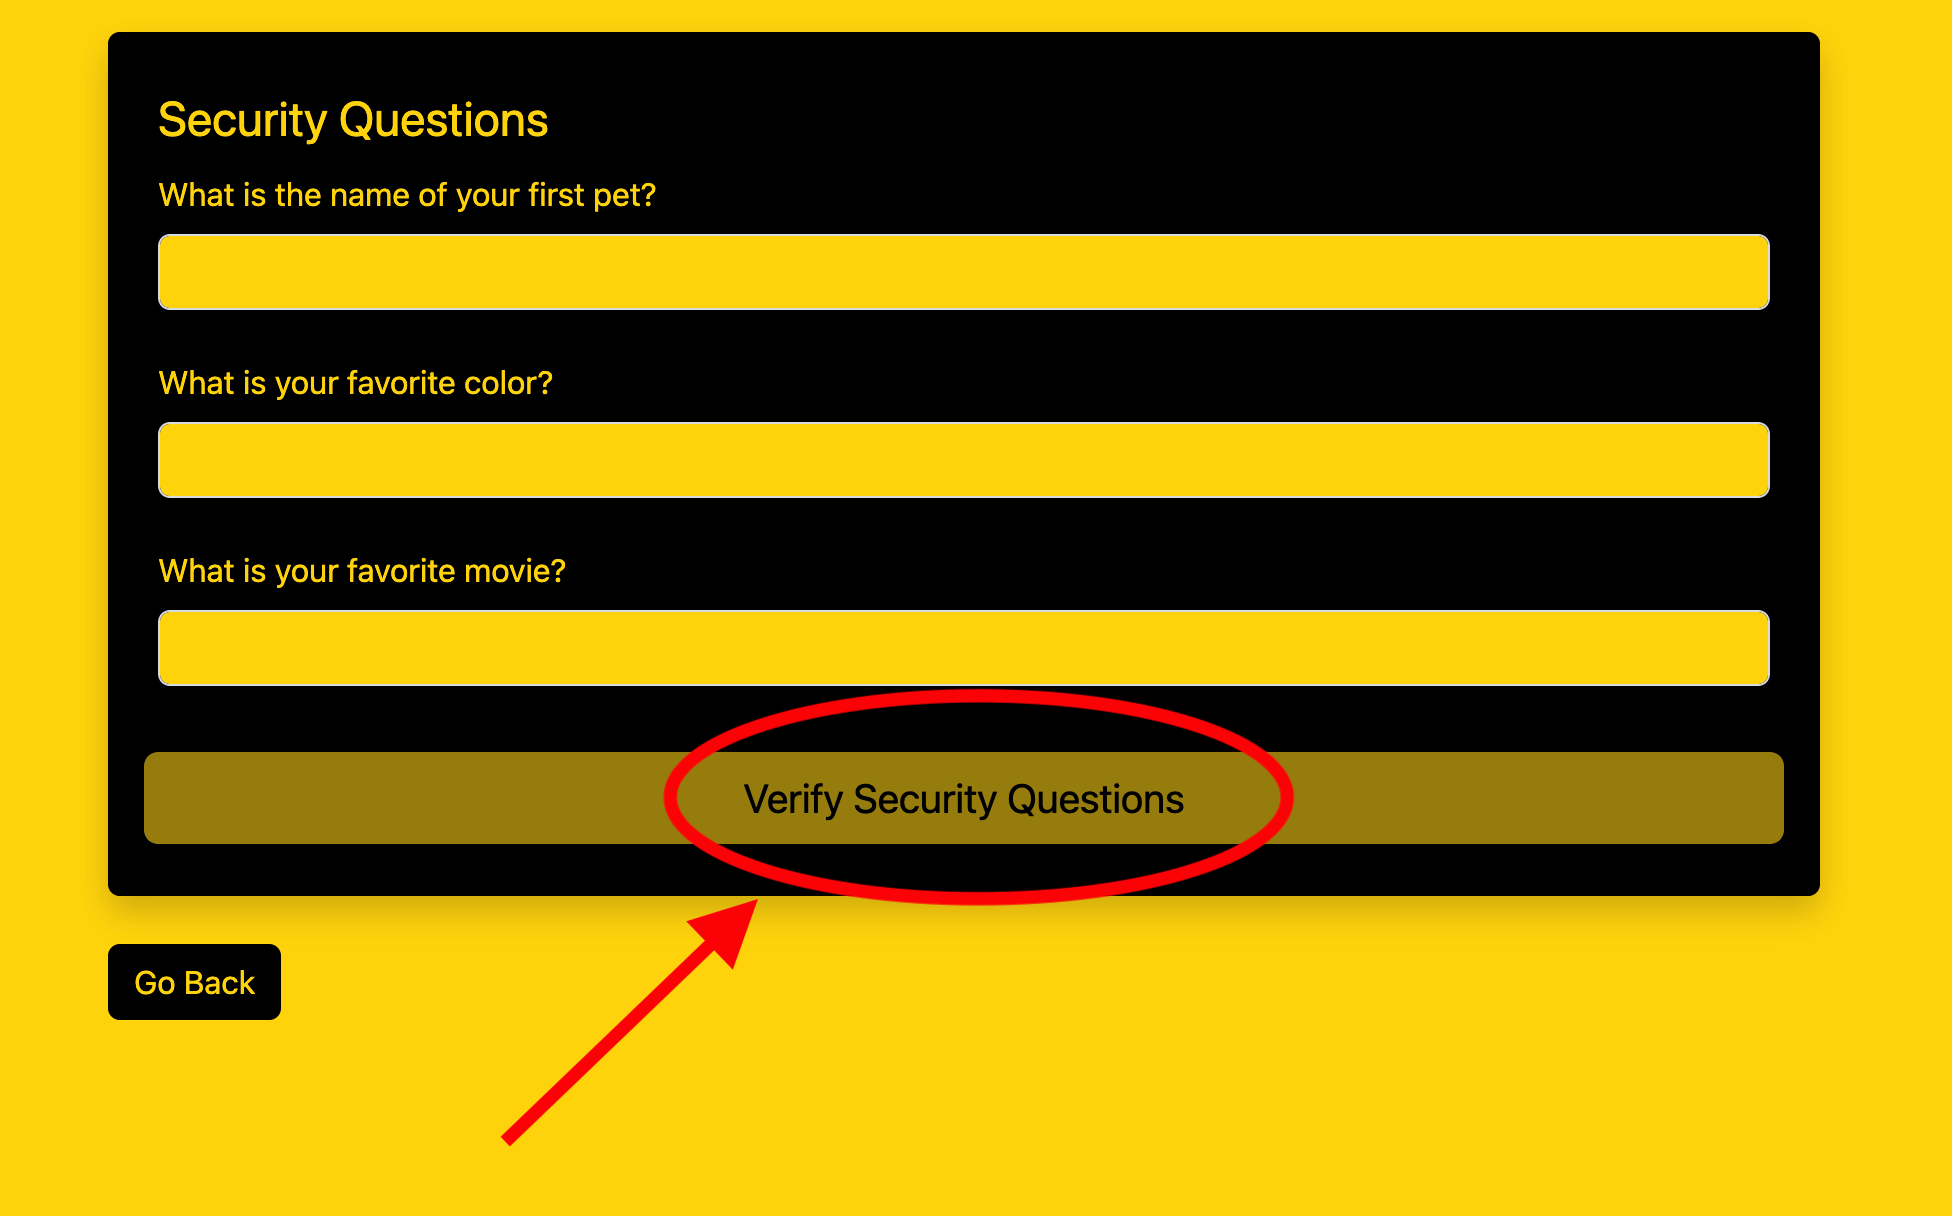 Security Questions
What is the name of your first pet?
What is your favorite color?
What is your favorite movie?
Verify Security Questions
Go Back